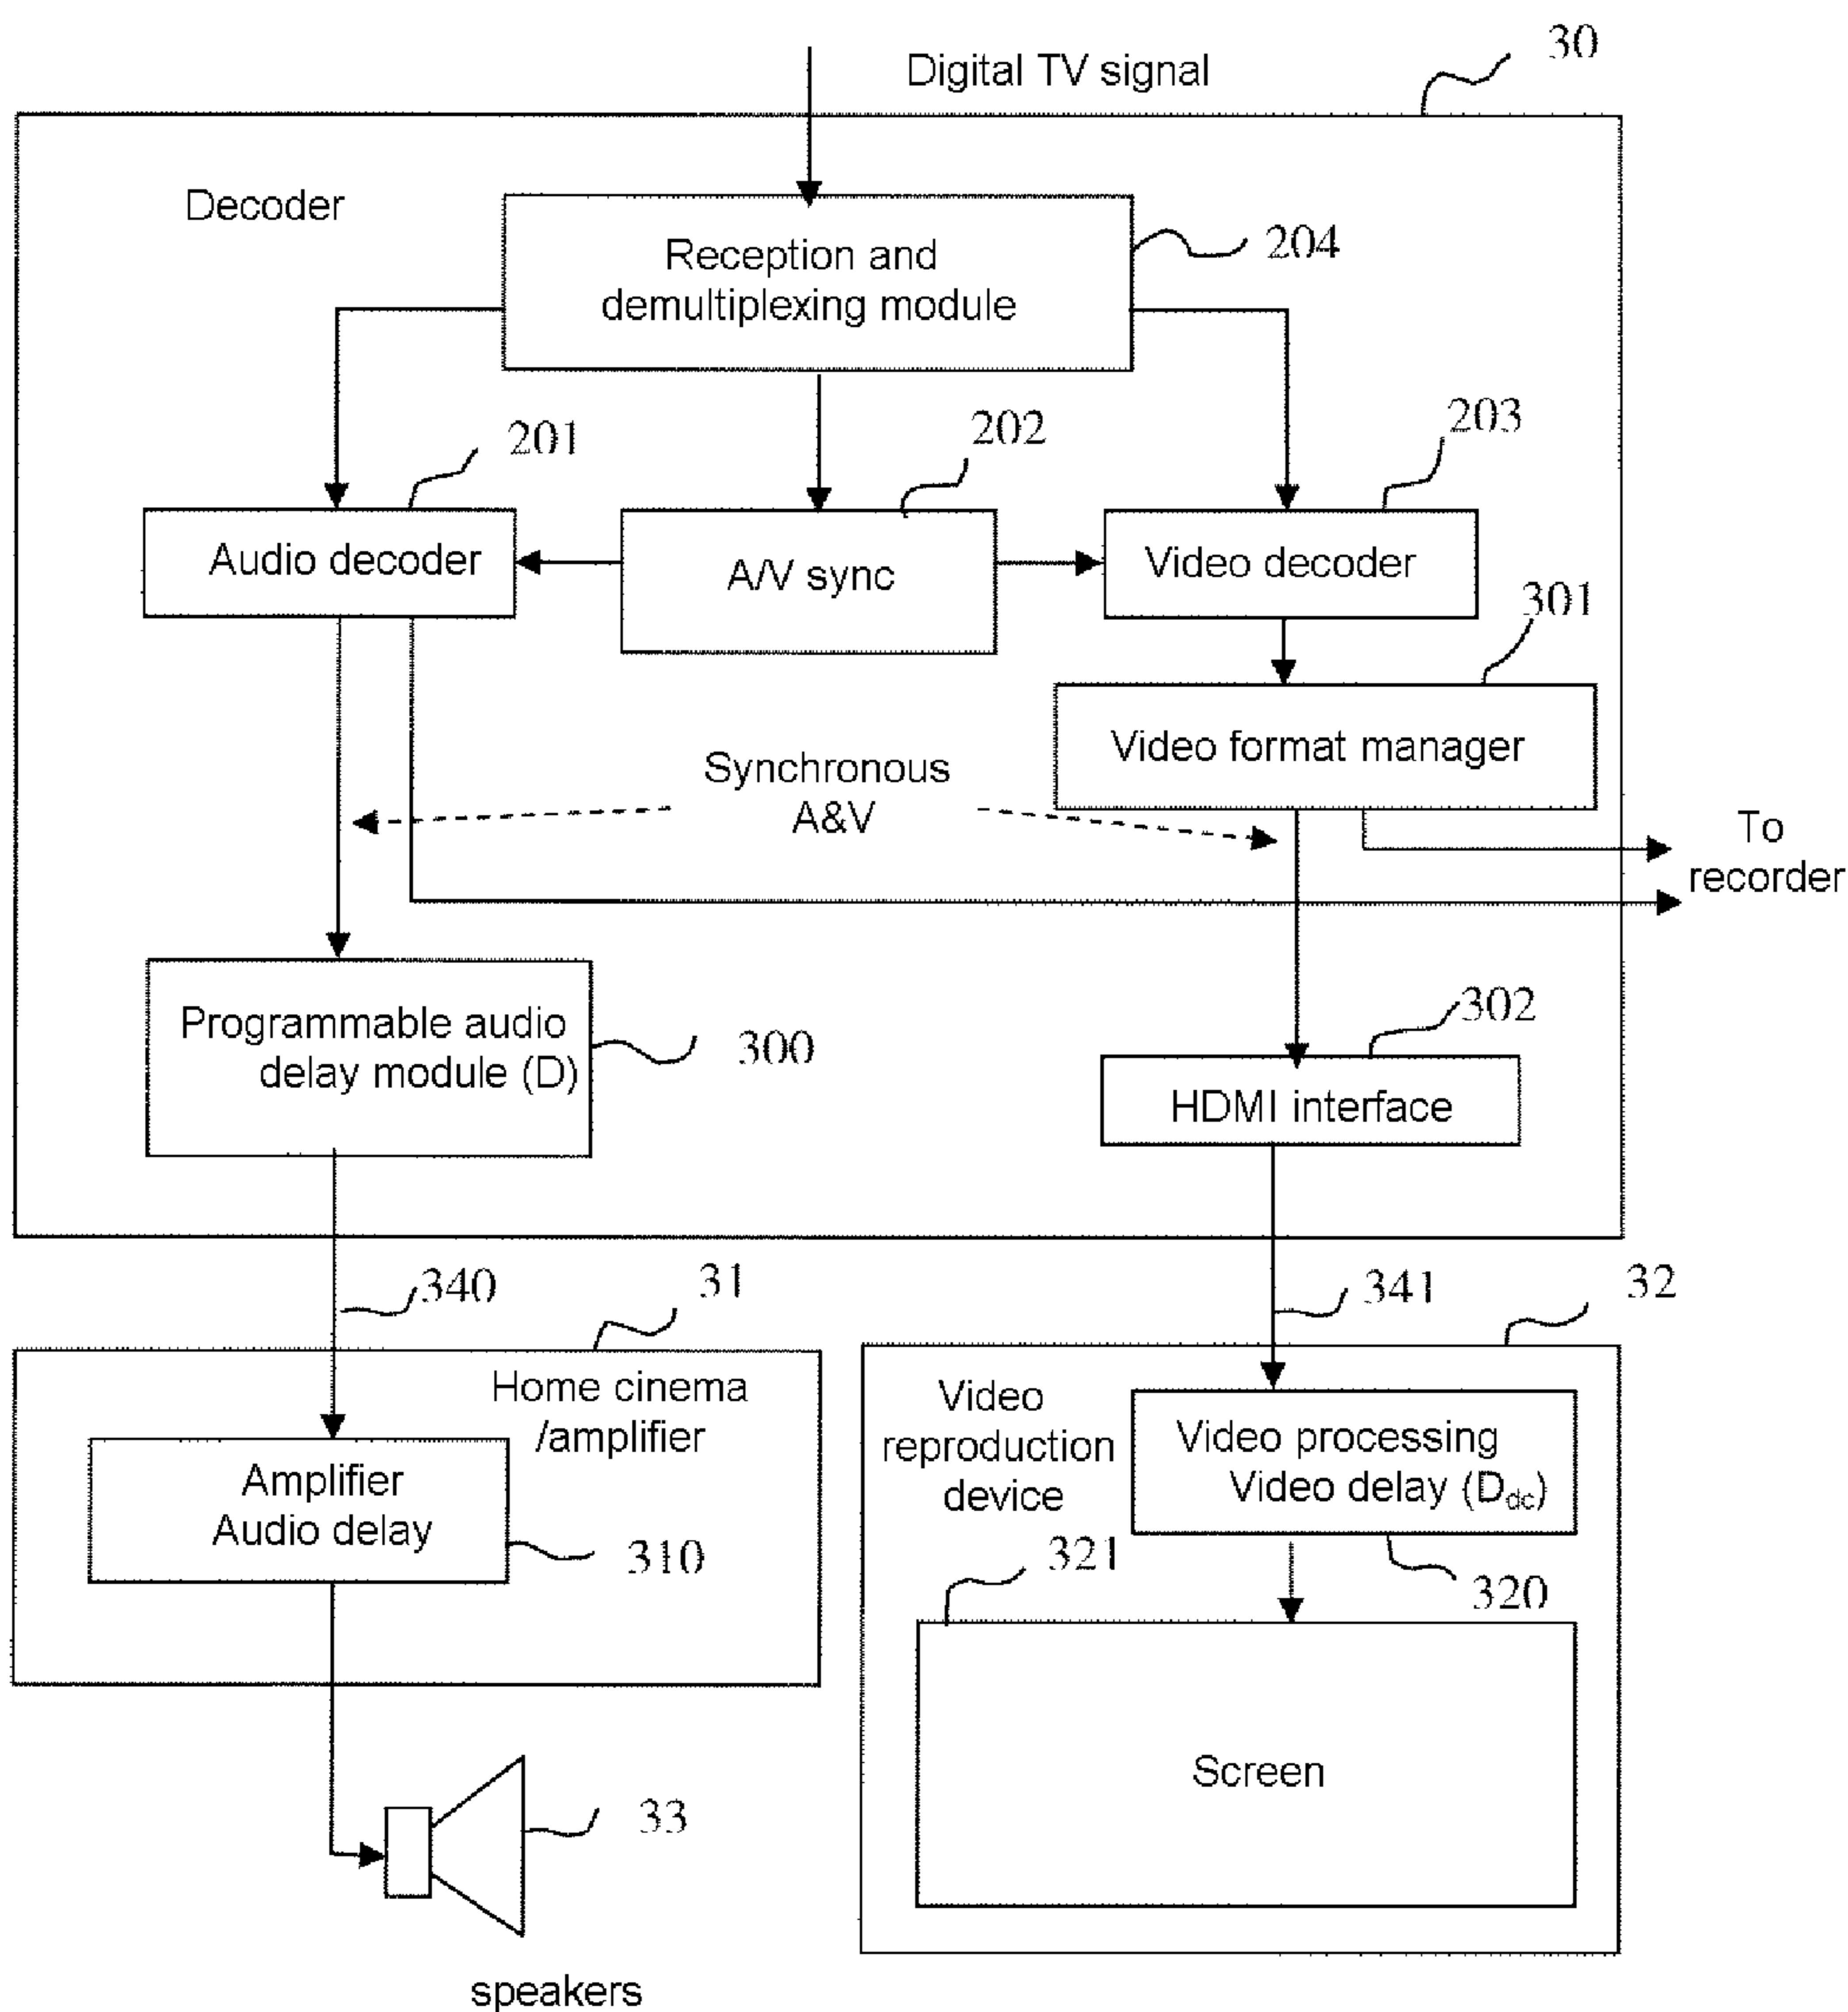 30
Digital TV signal
Decoder
Reception and
demultiplexing module
204
201
202
203
Audio decoder
A/V sync
Video decoder
301
Video format manager
Synchronous
A&V
To
recorder
Programmable audio
delay module (D)
300
302
HDMI interface
340
31
341
32
Home cinema
/amplifier
Amplifier
Audio delay
310
Video
reproduction
device
Video processing
Video delay (Ddc)
321
320
Screen
33
speakers